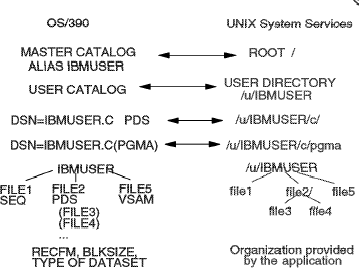 OS/390 UNIX System Services
MASTER CATALOG ROOT /
ALIAS IBMUSER
USER CATALOG USER DIRECTORY
/u/IBMUSER
DSN=IBMUSER.C PDS /u/IBMUSER/c/
DSN=IBMUSER.C(PGMA) /u/IBMUSER/c/pgma
IBMUSER /u/IBMUSER
FILE1 FILE2 FILE5 file1 file2/ file5
SEQ PDS VSAM
(FILE3) file3 file4
(FILE4)
...
RECFM, BLKSIZE, Organization provided
TYPE OF DATASET by the application